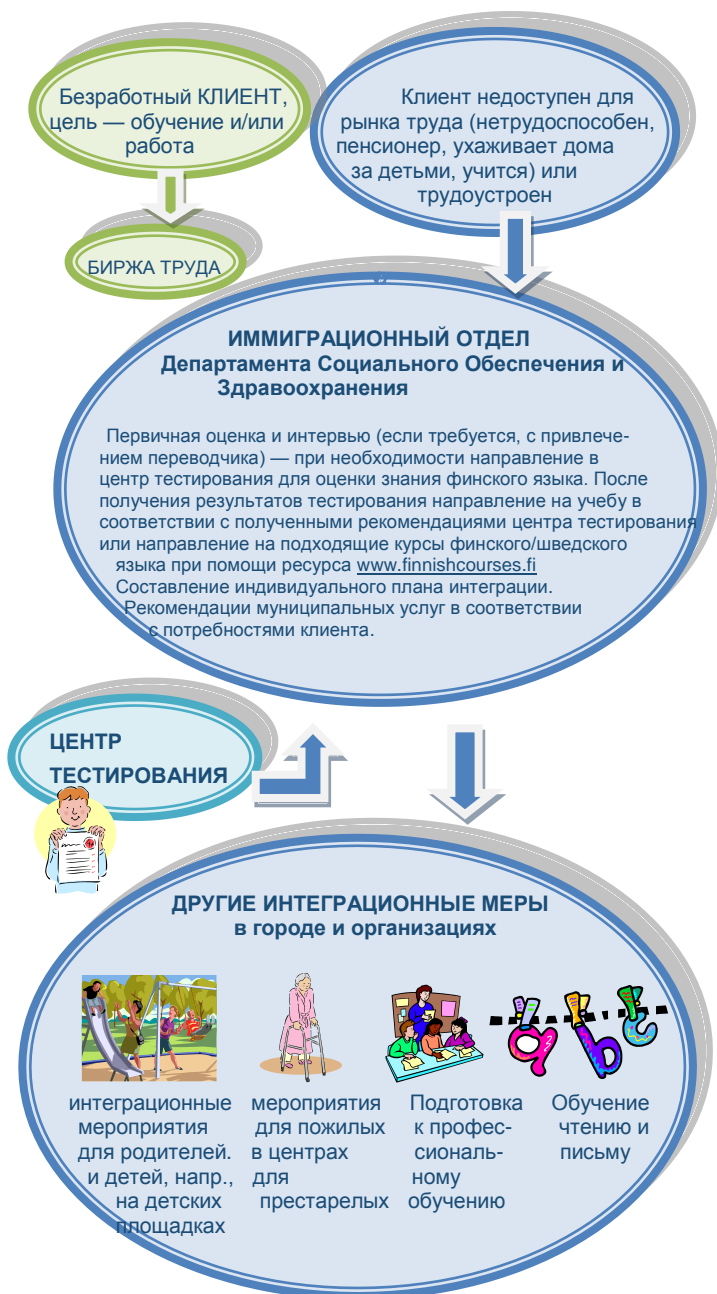 Безработный КЛИЕНТ,
цель — обучение и/или
работа
Клиент недоступен для
рынка труда (нетрудоспособен,
пенсионер, ухаживает дома
за детьми, учится) или
трудоустроен
БИРЖА ТРУДА
ИММИГРАЦИОННЫЙ ОТДЕЛ
Департамента Социального Обеспечения и
Здравоохранения
Первичная оценка и интервью (если требуется, с привлече-
нием переводчика) — при необходимости направление в
центр тестирования для оценки знания финского языка. После
получения результатов тестирования направление на учебу в
соответствии с полученными рекомендациями центра тестирования
или направление на подходящие курсы финского/шведского
языка при помощи ресурса www.finnishcourses.fi
Составление индивидуального плана интеграции.
Рекомендации муниципальных услуг в соответствии
с потребностями клиента.
ЦЕНТР
ТЕСТИРОВАНИЯ
ДРУГИЕ ИНТЕГРАЦИОННЫЕ МЕРЫ
в городе и организациях
интеграционные
мероприятия
для родителей.
и детей, напр.,
на детских
площадках
мероприятия
для пожилых
в центрах
для
престарелых
Подготовка
к профес-
сиональ-
ному
обучению
Обучение
чтению и
письму